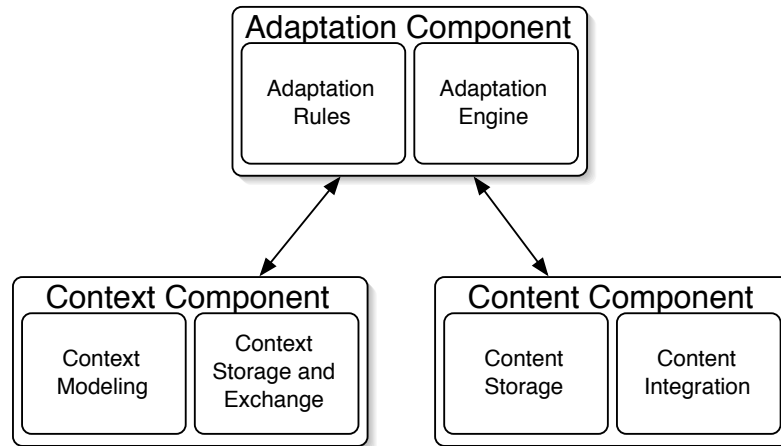 Adaptation Component
Adaptation
Rules
Adaptation
Engine
Context Component
Context
Modeling
Context
Storage and
Exchange
Content Component
Content
Storage
Content
Integration